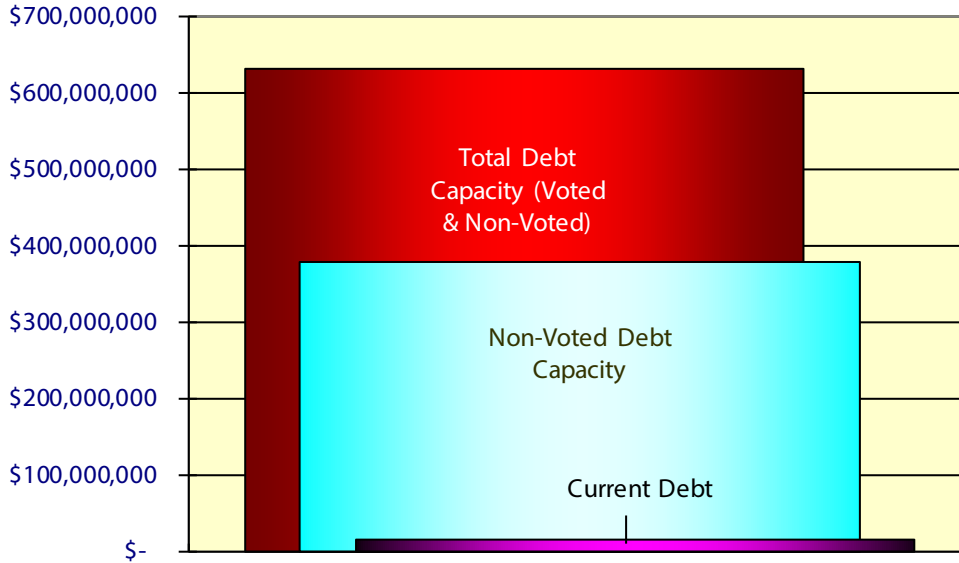 $700,000,000
$600,000,000
$500,000,000
$400,000,000
$300,000,000
$200,000,000
$100,000,000
$-
Total Debt
Capacity (Voted
& Non-Voted)
Non-Voted Debt
Capacity
Current Debt